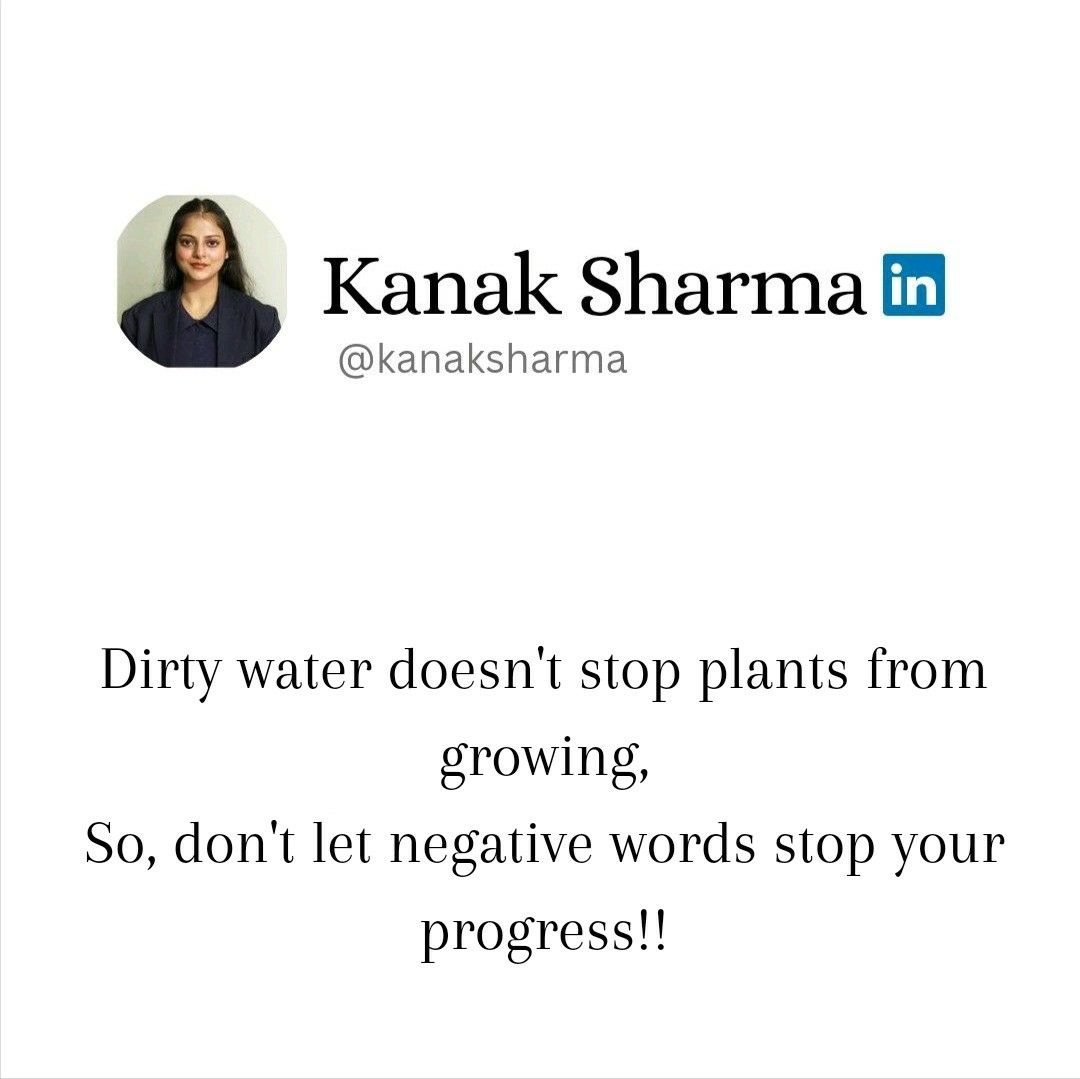 Kanak Sharma in
@kanaksharma
Dirty water doesn't stop plants from
growing,
So, don't let negative words stop your
progress!!